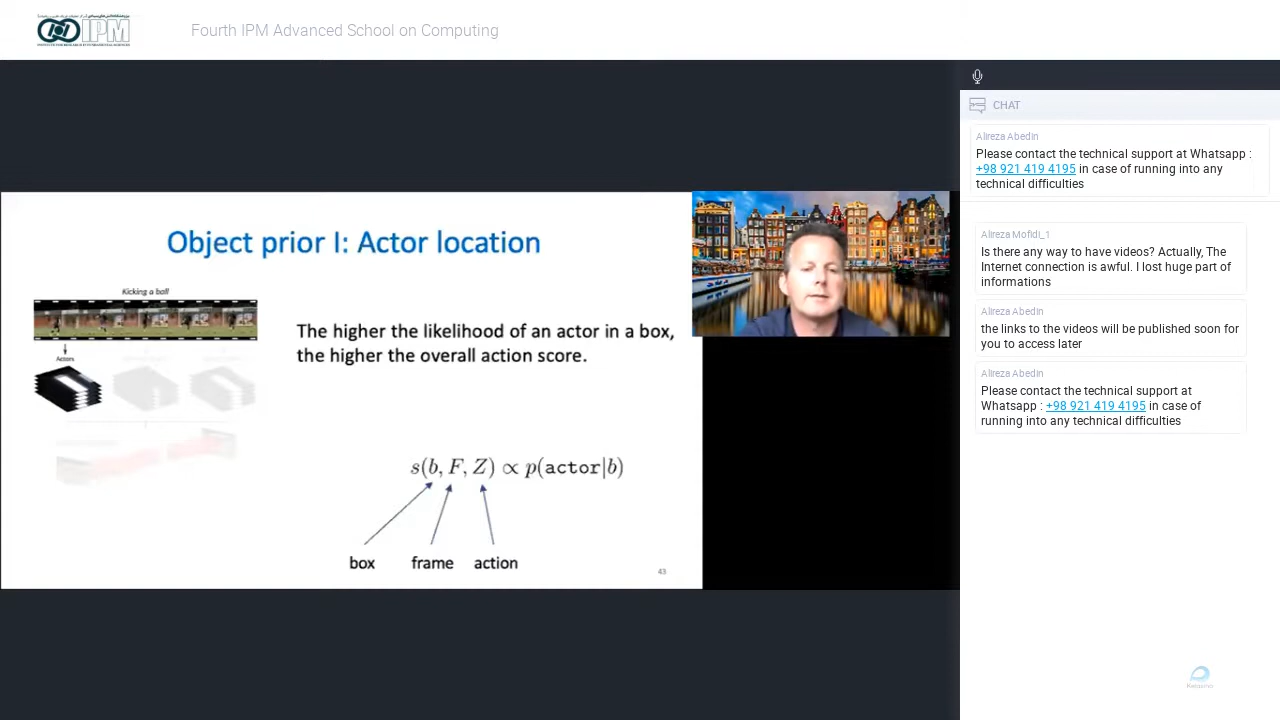 IPM
Fourth IPM Advanced School on Computing
CHAT
Alireza Abedin
Please contact the technical support at Whatsapp :
+98 921 419 4195 in case of running into any
technical difficulties
Alireza Mofidi_1
Is there any way to have videos? Actually, The
Internet connection is awful. I lost huge part of
informations
Alireza Abedin
the links to the videos will be published soon for
you to access later
Alireza Abedin
Please contact the technical support at
Whatsapp : +98 921 419 4195 in case of
running into any technical difficulties
Object prior I: Actor location
Kicking a ball
Actors
The higher the likelihood of an actor in a box,
the higher the overall action score.
s(b, F, Z) ∝ p(actor|b)
box frame action
43